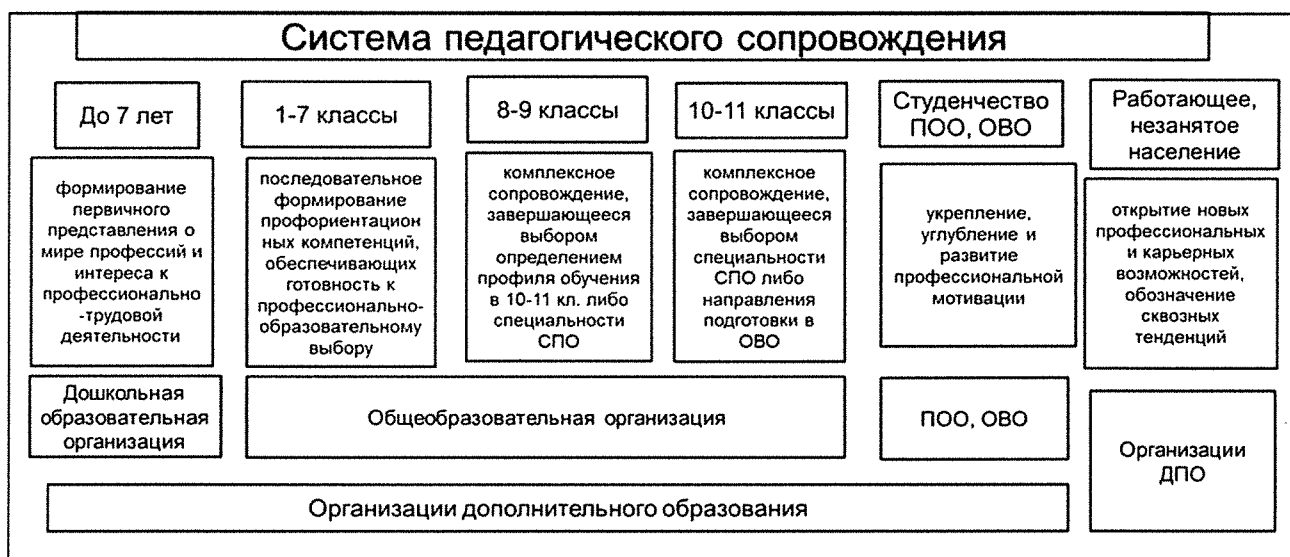 Система педагогического сопровождения
До 7 лет
1-7 классы
8-9 классы
10-11 классы
Студенчество
ПОО, ОВО
Работающее,
незанятое
население
формирование
первичного
представления о
мире профессий и
интереса к
профессионально
-трудовой
деятельности
последовательное
формирование
профориентацион
ных компетенций,
обеспечивающих
готовность к
профессионально-
образовательному
выбору
комплексное
сопровождение,
завершающееся
выбором
определением
профиля обучения
в 10-11 кл. либо
специальности
СПО
комплексное
сопровождение,
завершающееся
выбором
специальности
СПО либо
направления
подготовки в
ОВО
укрепление,
углубление и
развитие
профессиональной
мотивации
открытие новых
профессиональных
и карьерных
возможностей,
обозначение
сквозных
тенденций
Дошкольная
образовательная
организация
Общеобразовательная организация
ПОО, ОВО
Организации
ДПО
Организации дополнительного образования